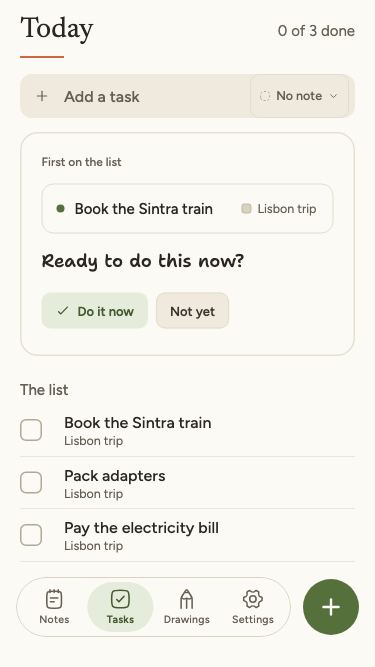 Today
0 of 3 done
Add a task
No note
First on the list
Book the Sintra train
Lisbon trip
Ready to do this now?
Do it now
Not yet
The list
Book the Sintra train
Lisbon trip
Pack adapters
Lisbon trip
Pay the electricity bill
Lisbon trip
Notes
Tasks
Drawings
Settings